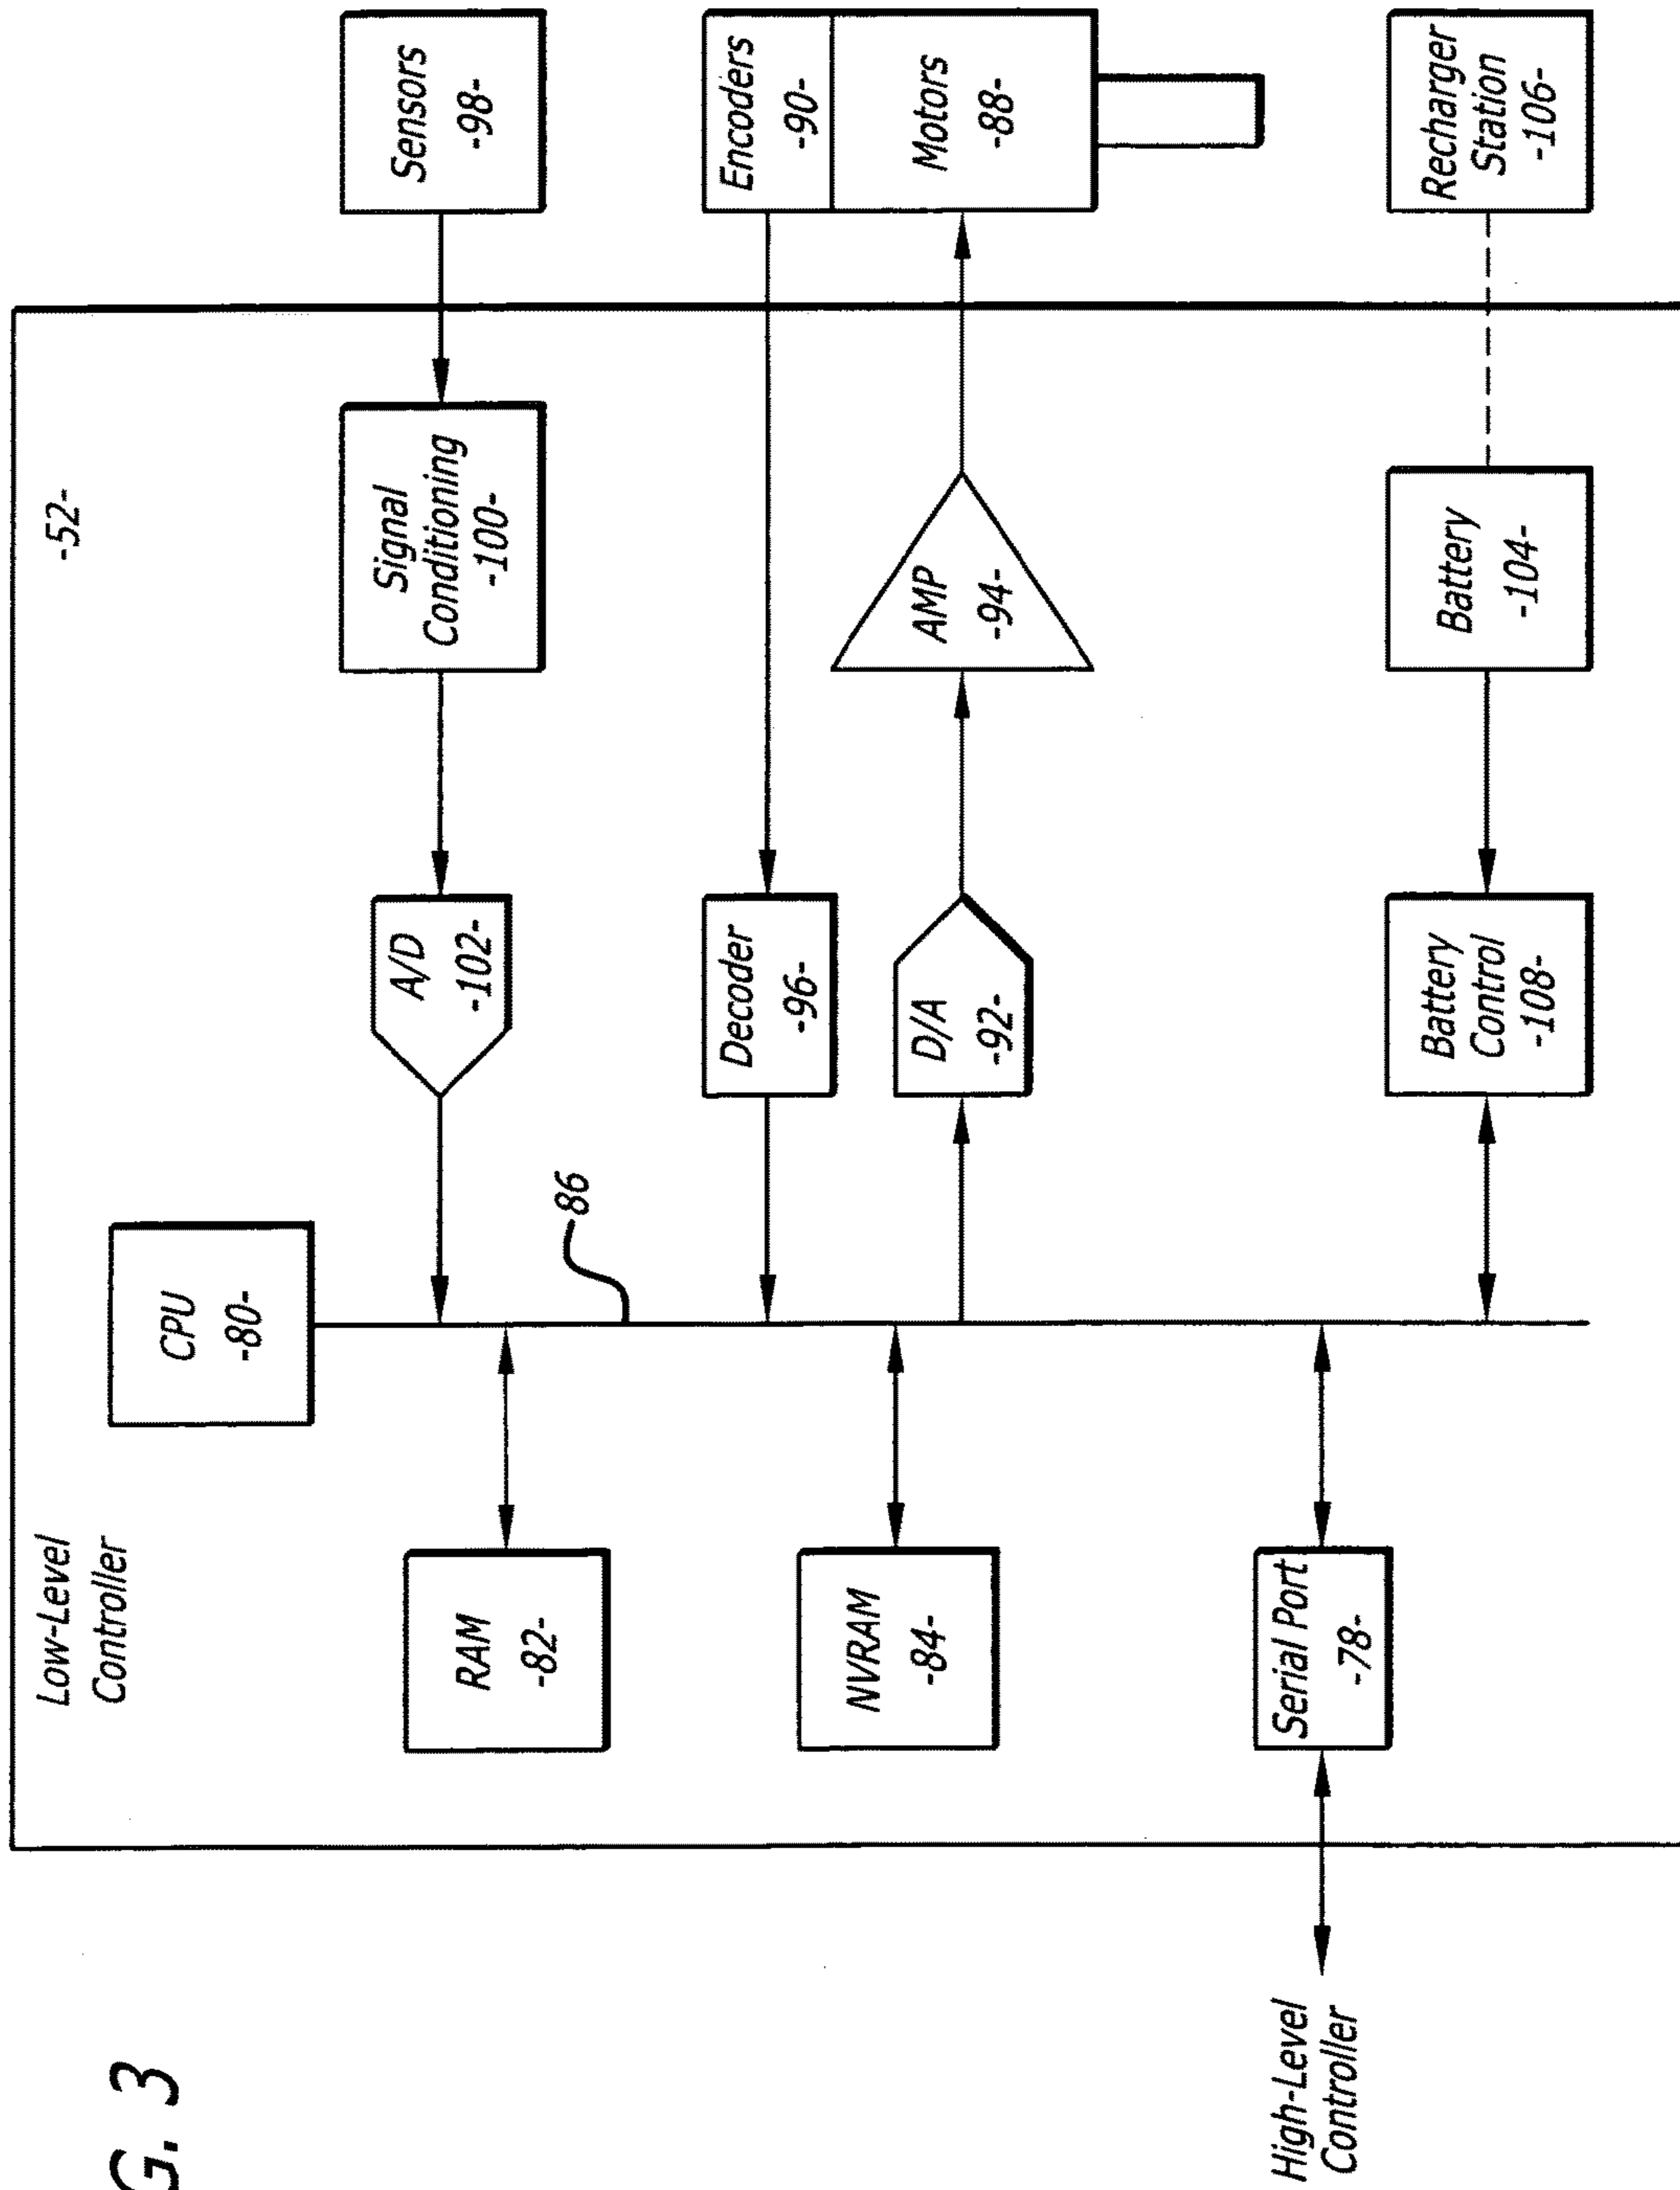 Low-Level
Controller
-52-
CPU
-80-
RAM
-82-
NVRAM
-84-
Serial Port
-78-
High-Level
Controller
86
A/D
-102-
Signal
Conditioning
-100-
Sensors
-98-
Decoder
-96-
Encoders
-90-
D/A
-92-
AMP
-94-
Motors
-88-
Battery
Control
-108-
Battery
-104-
Recharger
Station
-106-
G. 3